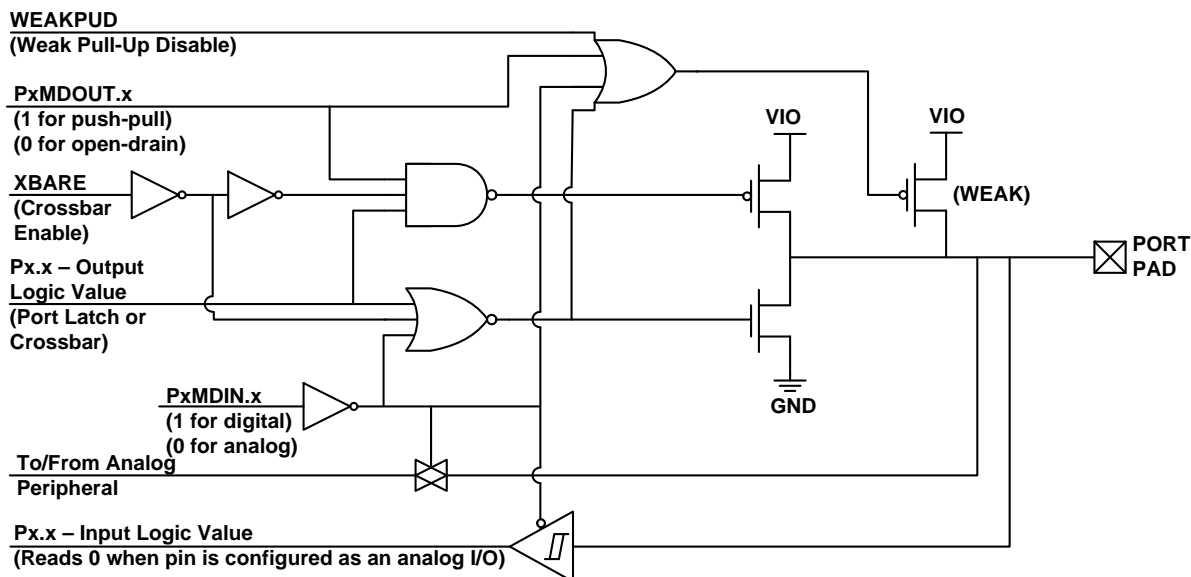 WEAKPUD
(Weak Pull-Up Disable)
PxMDOUT.x
(1 for push-pull)
(0 for open-drain)
XBARE
(Crossbar
Enable)
Px.x – Output
Logic Value
(Port Latch or
Crossbar)
PxMDIN.x
(1 for digital)
(0 for analog)
To/From Analog
Peripheral
Px.x – Input Logic Value
(Reads 0 when pin is configured as an analog I/O)
VIO
VIO
(WEAK)
PORT
PAD
GND